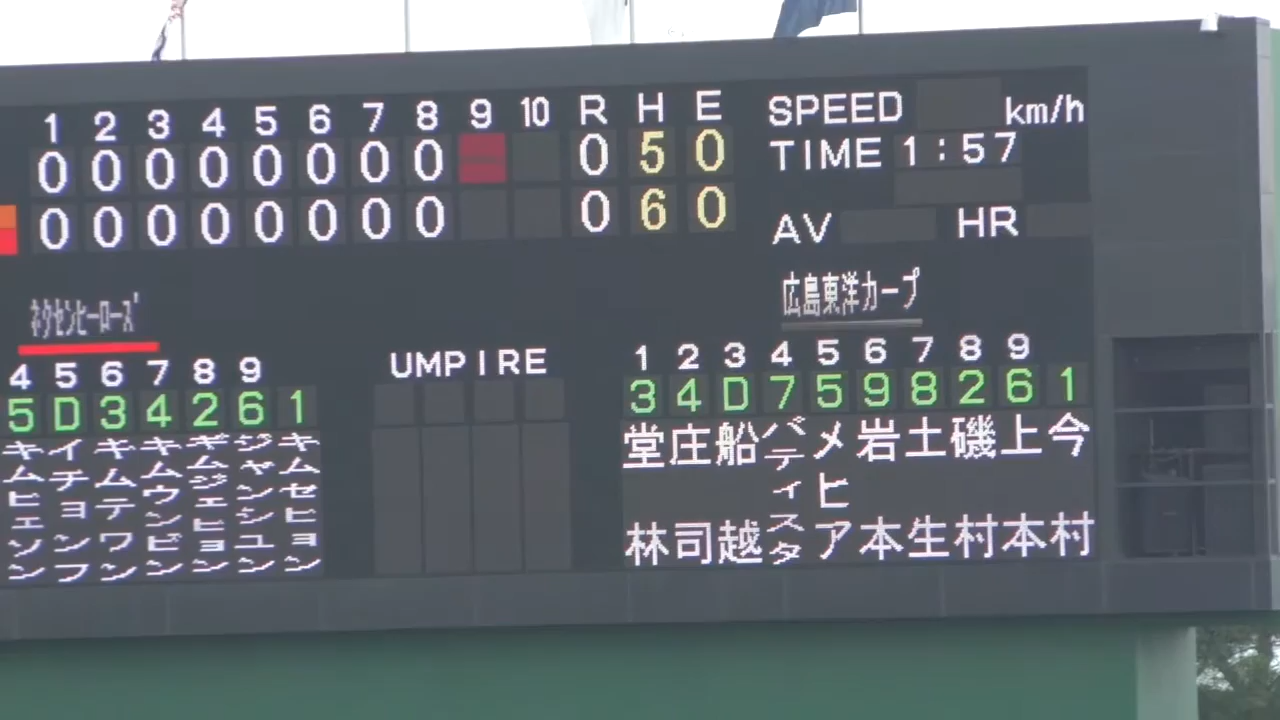 1 2 3 4 5 6 7 8 9 10 R H E
0 0 0 0 0 0 0 0 0 5 0
0 0 0 0 0 0 0 0 0 6 0
SPEED km/h
TIME 1:57
AV HR
ネクセンヒーローズ
4 5 6 7 8 9
5 D 3 4 2 6 1
キムヒェソン
イチョンフ
キムテワン
キムウンビン
ギムジェヒョン
ジャンシユン
キムセヒョン
UMPIRE
広島東洋カープ
1 2 3 4 5 6 7 8 9
3 4 D 7 5 9 8 2 6 1
堂林
庄司
船越
バティスタ
メヒア
岩本
土生
磯村
上本
今村